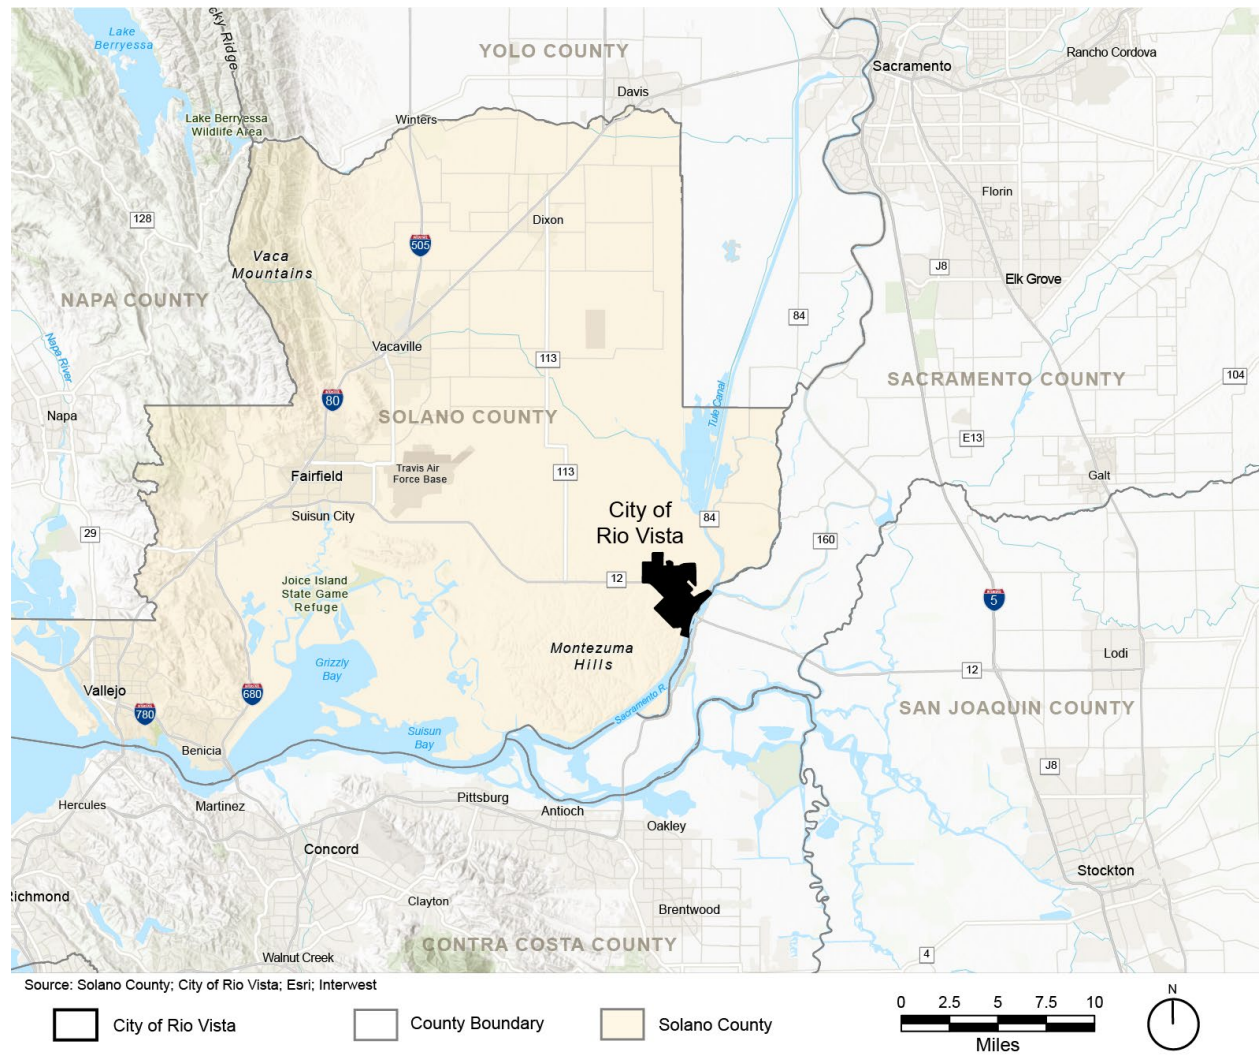 Lake
Berryessa
cky Ridge
YOLO COUNTY
Sacramento
Rancho Cordova
Davis
Winters
Lake Berryessa
Wildlife Area
128
Florin
Dixon
505
Vaca
Mountains
J8
Elk Grove
NAPA COUNTY
84
Napa River
Vacaville
113
SACRAMENTO COUNTY
104
80
Napa
SOLANO COUNTY
Tule Canal
E13
Fairfield
Travis Air
Force Base
113
Galt
Suisun City
City of
Rio Vista
84
29
160
12
Joice Island
State Game
Refuge
5
Montezuma
Hills
Lodi
12
Grizzly
Bay
Vallejo
680
780
Sacramento R.
SAN JOAQUIN COUNTY
Suisun
Bay
Benicia
J8
Hercules
Martinez
Pittsburg
Antioch
Oakley
Concord
Stockton
Richmond
Clayton
Brentwood
CONTRA COSTA COUNTY
Walnut Creek
4
Source: Solano County; City of Rio Vista; Esri; Interwest
City of Rio Vista
County Boundary
Solano County
0 2.5 5 7.5 10
Miles
N